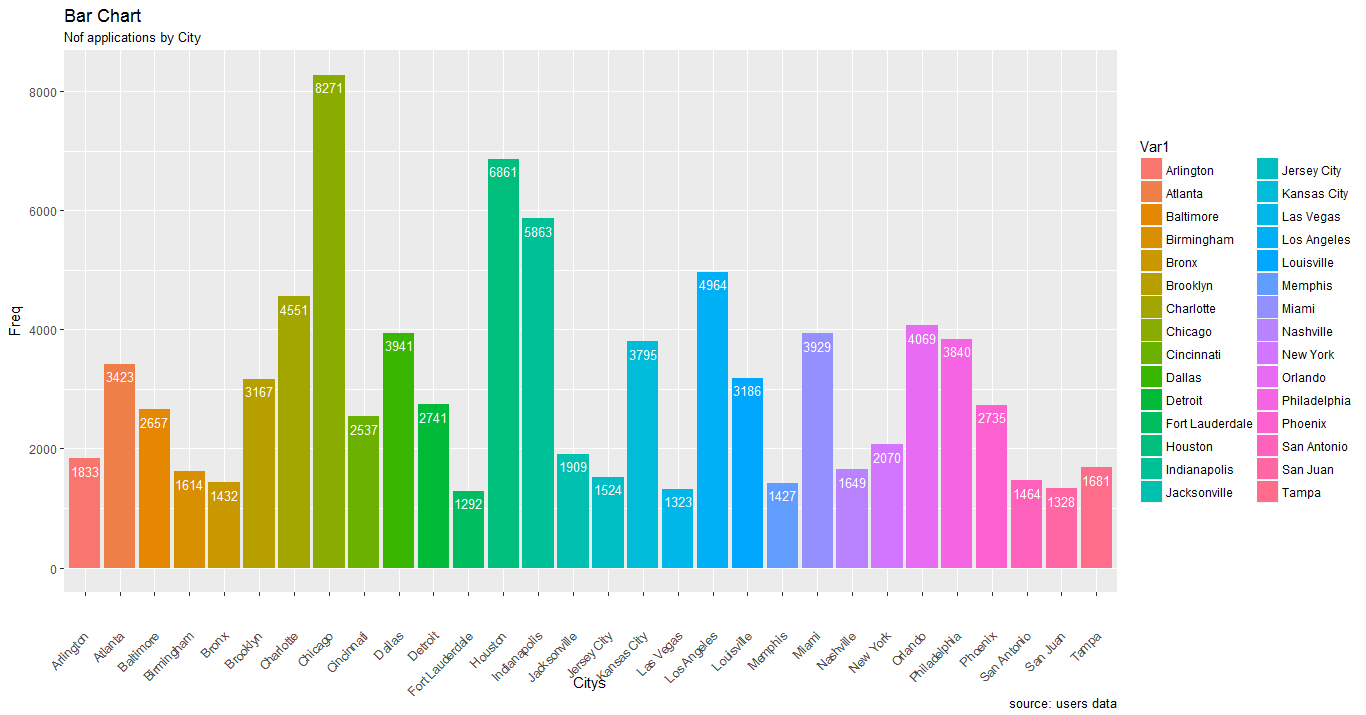 Bar Chart
Nof applications by City
Freq
8000
6000
4000
2000
0
1833
3423
2657
1614
1432
3167
4551
8271
2537
3941
2741
1292
6861
5863
1909
1524
3795
1323
4964
3186
1427
3929
1649
2070
4069
3840
2735
1464
1328
1681
Arlington
Atlanta
Baltimore
Birmingham
Bronx
Brooklyn
Charlotte
Chicago
Cincinnati
Dallas
Detroit
Fort Lauderdale
Houston
Indianapolis
Jacksonville
Jersey City
Kansas City
Las Vegas
Los Angeles
Louisville
Memphis
Miami
Nashville
New York
Orlando
Philadelphia
Phoenix
San Antonio
San Juan
Tampa
Citys
source: users data
Var1
Arlington
Atlanta
Baltimore
Birmingham
Bronx
Brooklyn
Charlotte
Chicago
Cincinnati
Dallas
Detroit
Fort Lauderdale
Houston
Indianapolis
Jacksonville
Jersey City
Kansas City
Las Vegas
Los Angeles
Louisville
Memphis
Miami
Nashville
New York
Orlando
Philadelphia
Phoenix
San Antonio
San Juan
Tampa